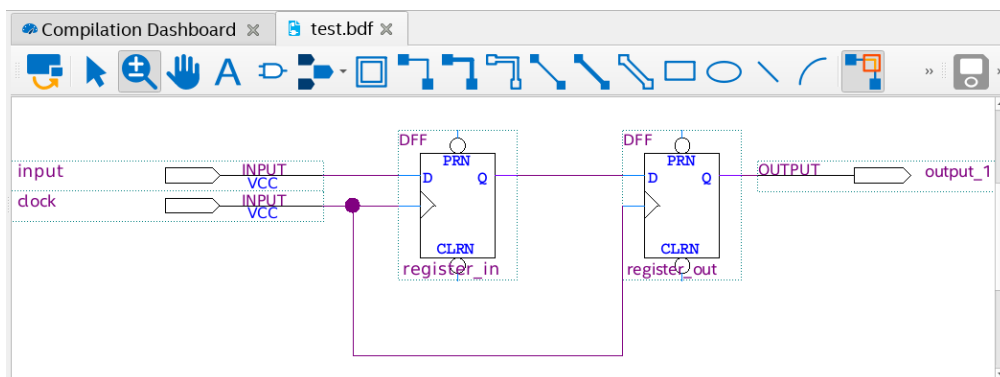 Compilation Dashboard
test.bdf
A
»
»
input
INPUT
VCC
clock
INPUT
VCC
DFF
PRN
D
Q
CLRN
register_in
DFF
PRN
D
Q
CLRN
register_out
OUTPUT
output_1